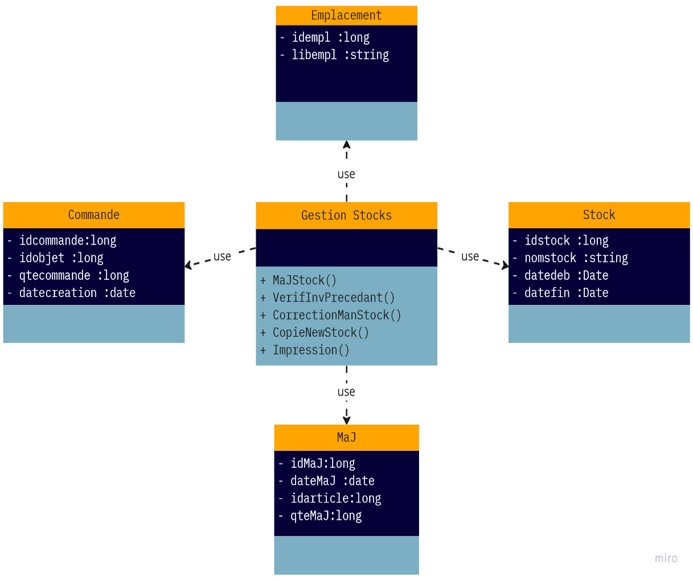 Emplacement
- idempl :long
- libempl :string
use
Commande
- idcommande:long
- idobjet :long
- qtecommande :long
- datecreation :date
use
Gestion Stocks
+ MaJStock()
+ VerifInvPrecedant()
+ CorrectionManStock()
+ CopieNewStock()
+ Impression()
use
Stock
- idstock :long
- nomstock :string
- datedeb :Date
- datefin :Date
use
MaJ
- idMaJ:long
- dateMaJ :date
- idarticle:long
- qteMaJ:long
miro